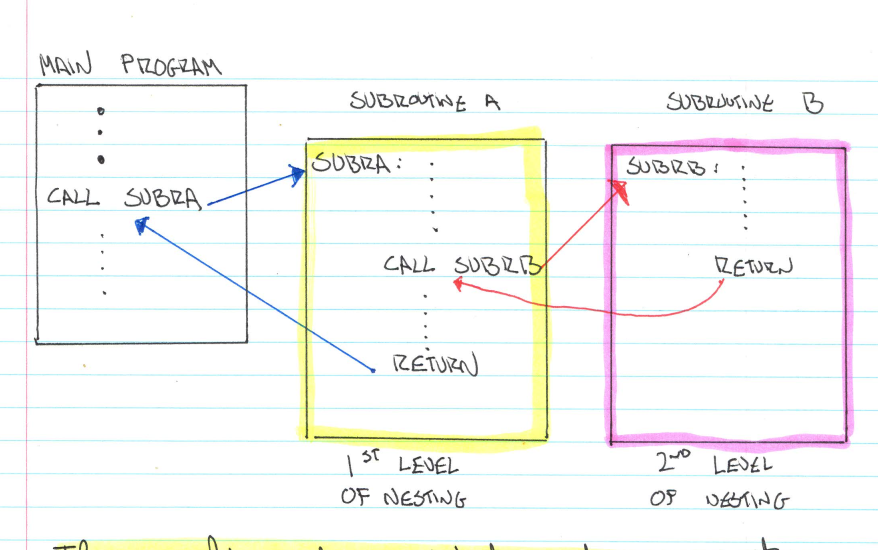 MAIN PROGRAM
CALL SUBRA
SUBROUTINE A
SUBRA:
CALL SUBRB
RETURN
1ST LEVEL
OF NESTING
SUBROUTINE B
SUBRB:
RETURN
2ND LEVEL
OF NESTING